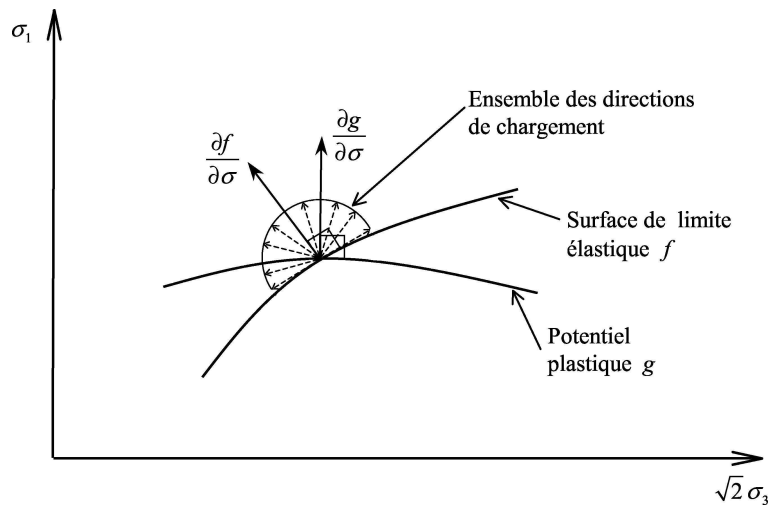 σ₁
Ensemble des directions
de chargement
∂g
∂σ
∂f
∂σ
Surface de limite
élastique f
Potentiel
plastique g
√2 σ₃